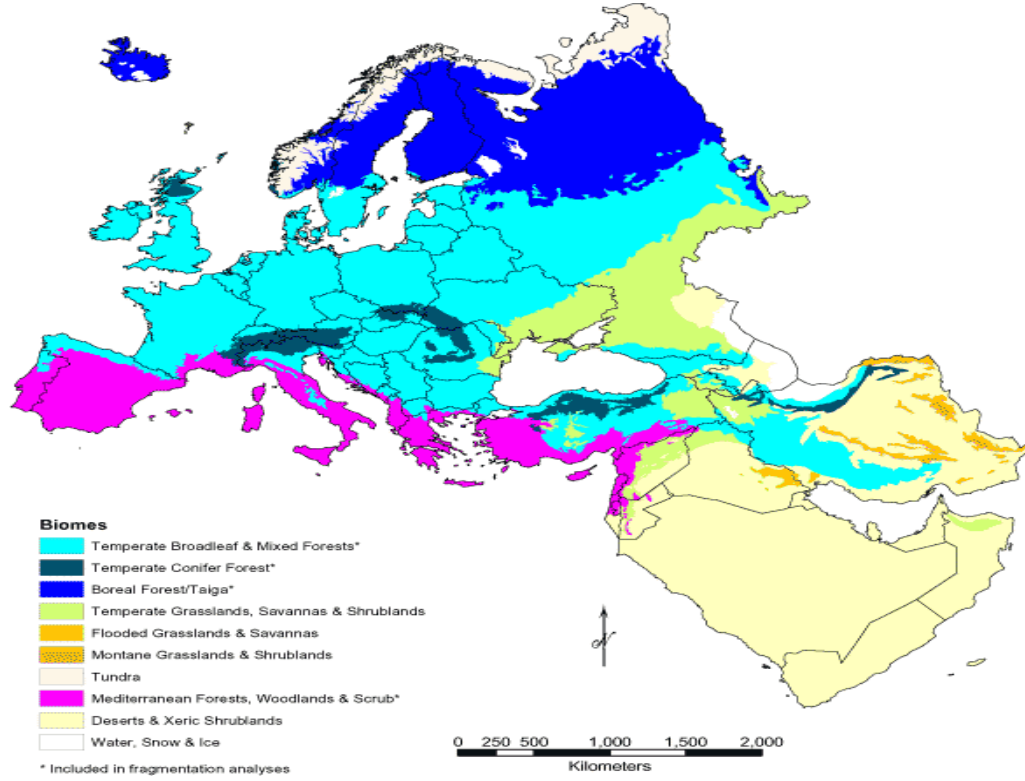 Biomes
Temperate Broadleaf & Mixed Forests*
Temperate Conifer Forest*
Boreal Forest/Taiga*
Temperate Grasslands, Savannas & Shrublands
Flooded Grasslands & Savannas
Montane Grasslands & Shrublands
Tundra
Mediterranean Forests, Woodlands & Scrub*
Deserts & Xeric Shrublands
Water, Snow & Ice
* Included in fragmentation analyses
N
0 250 500 1,000 1,500 2,000
Kilometers